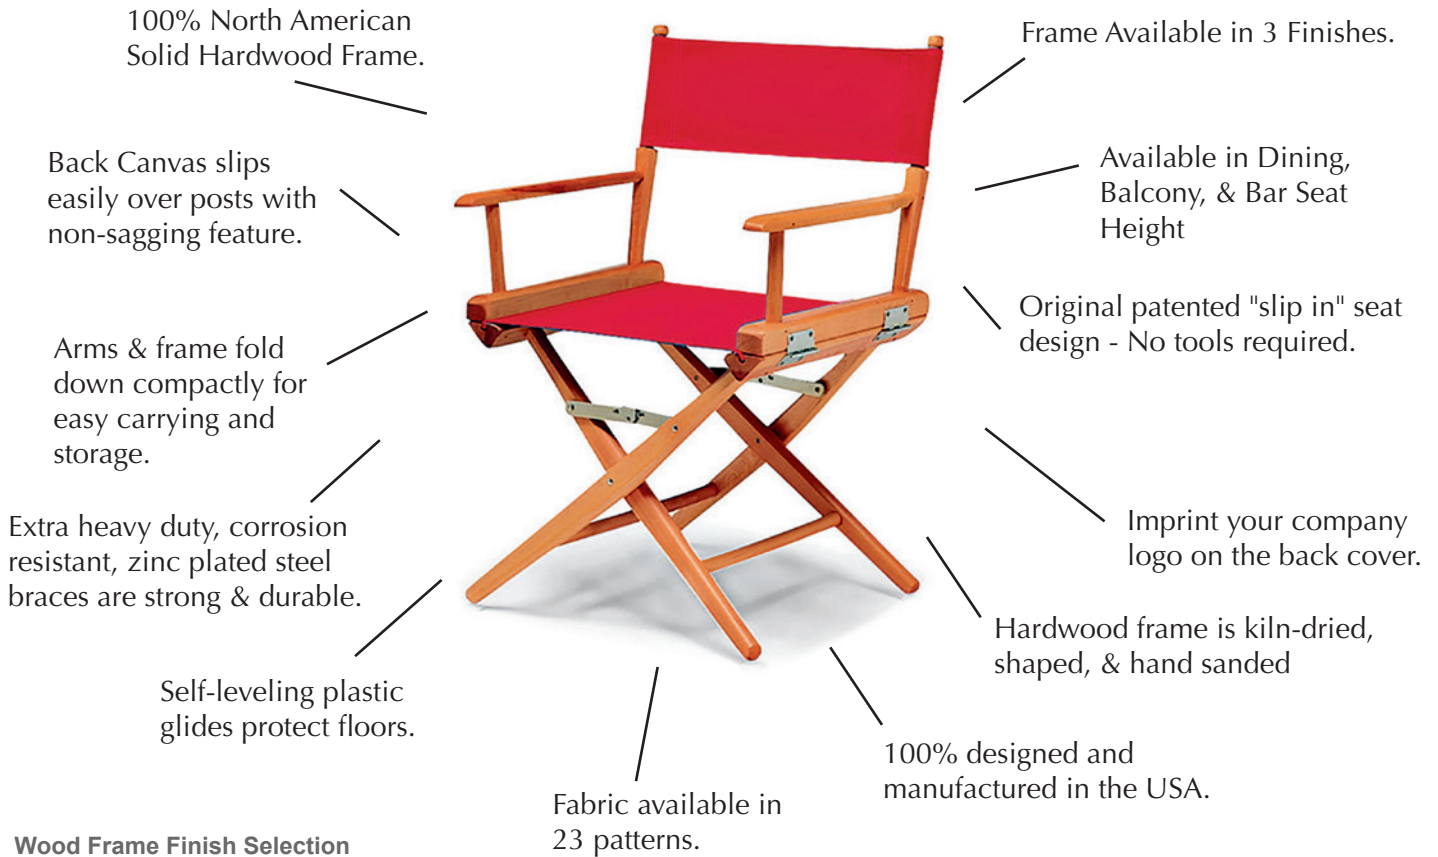 100% North American
Solid Hardwood Frame.
Frame Available in 3 Finishes.
Back Canvas slips
easily over posts with
non-sagging feature.
Available in Dining,
Balcony, & Bar Seat
Height
Arms & frame fold
down compactly for
easy carrying and
storage.
Original patented "slip in" seat
design - No tools required.
Extra heavy duty, corrosion
resistant, zinc plated steel
braces are strong & durable.
Imprint your company
logo on the back cover.
Self-leveling plastic
glides protect floors.
Hardwood frame is kiln-dried,
shaped, & hand sanded
Fabric available in
23 patterns.
100% designed and
manufactured in the USA.
Wood Frame Finish Selection